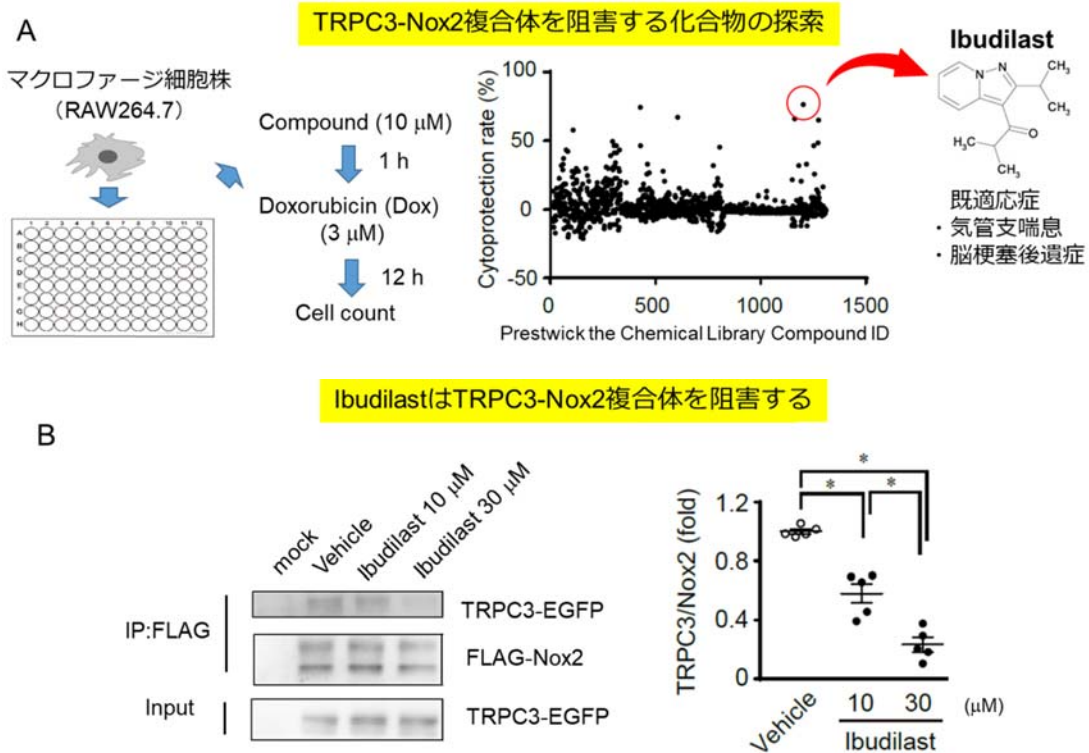 TRPC3-Nox2複合体を阻害する化合物の探索
A
マクロファージ細胞株
（RAW264.7）
1 2 3 4 5 6 7 8 9 10 11 12
A
B
C
D
E
F
G
H
Compound (10 μM)
1 h
Doxorubicin (Dox)
(3 μM)
12 h
Cell count
Cytoprotection rate (%)
100
50
0
-50
0 500 1000 1500
Prestwick the Chemical Library Compound ID
Ibudilast
N
N
CH₃
CH₃
O
H₃C
CH₃
既適応症
・気管支喘息
・脳梗塞後遺症
IbudilastはTRPC3-Nox2複合体を阻害する
B
mock
Vehicle
Ibudilast 10 μM
Ibudilast 30 μM
IP:FLAG
TRPC3-EGFP
FLAG-Nox2
Input
TRPC3-EGFP
TRPC3/Nox2 (fold)
1.2
0.8
0.4
0
*
*
*
Vehicle
10 30 (μM)
Ibudilast